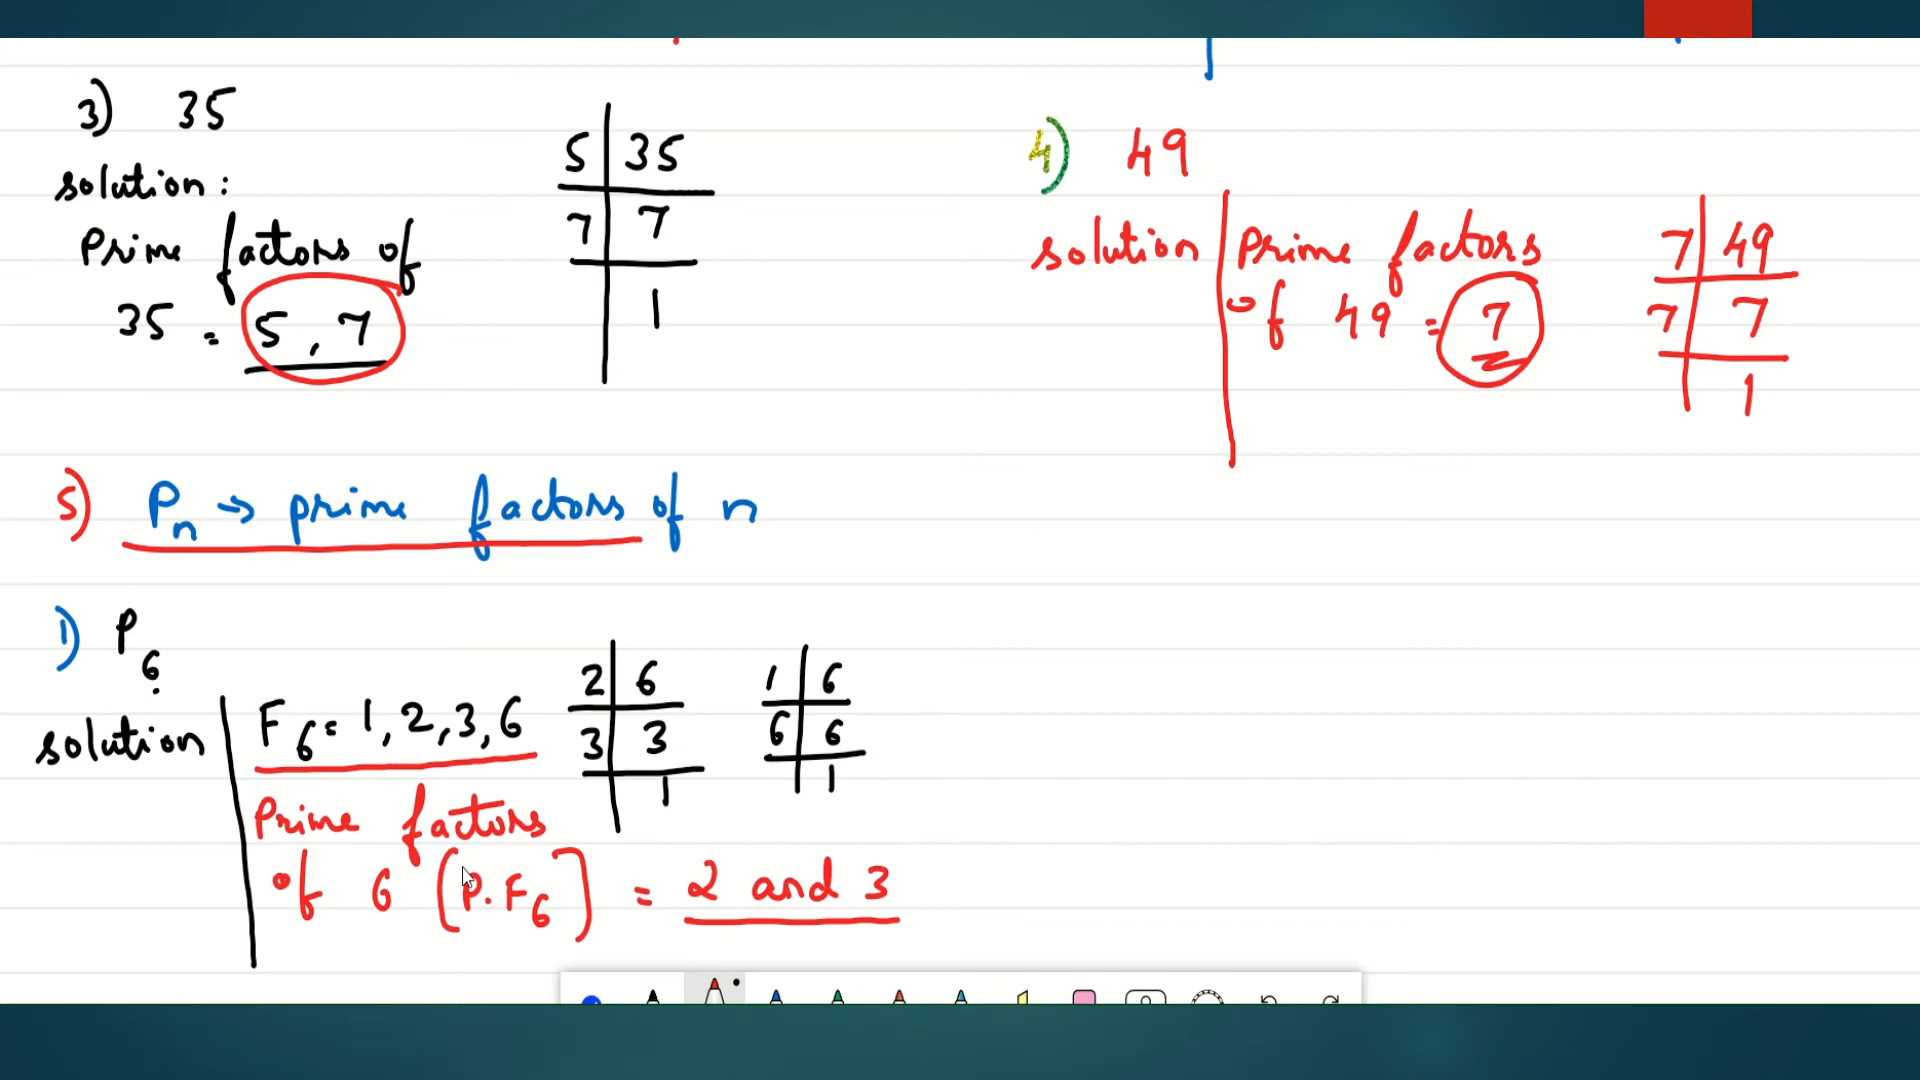 3) 35
solution:
Prime factors of
35 = 5, 7
5 | 35
7 | 7
1
4) 49
solution | Prime factors
of 49 = 7
7 | 49
7 | 7
1
5) Pn → prime factors of n
1) P6
solution | F6 = 1, 2, 3, 6
2 | 6
3 | 3
1
1 | 6
6 | 6
1
Prime factors
of 6 [P.F6] = 2 and 3